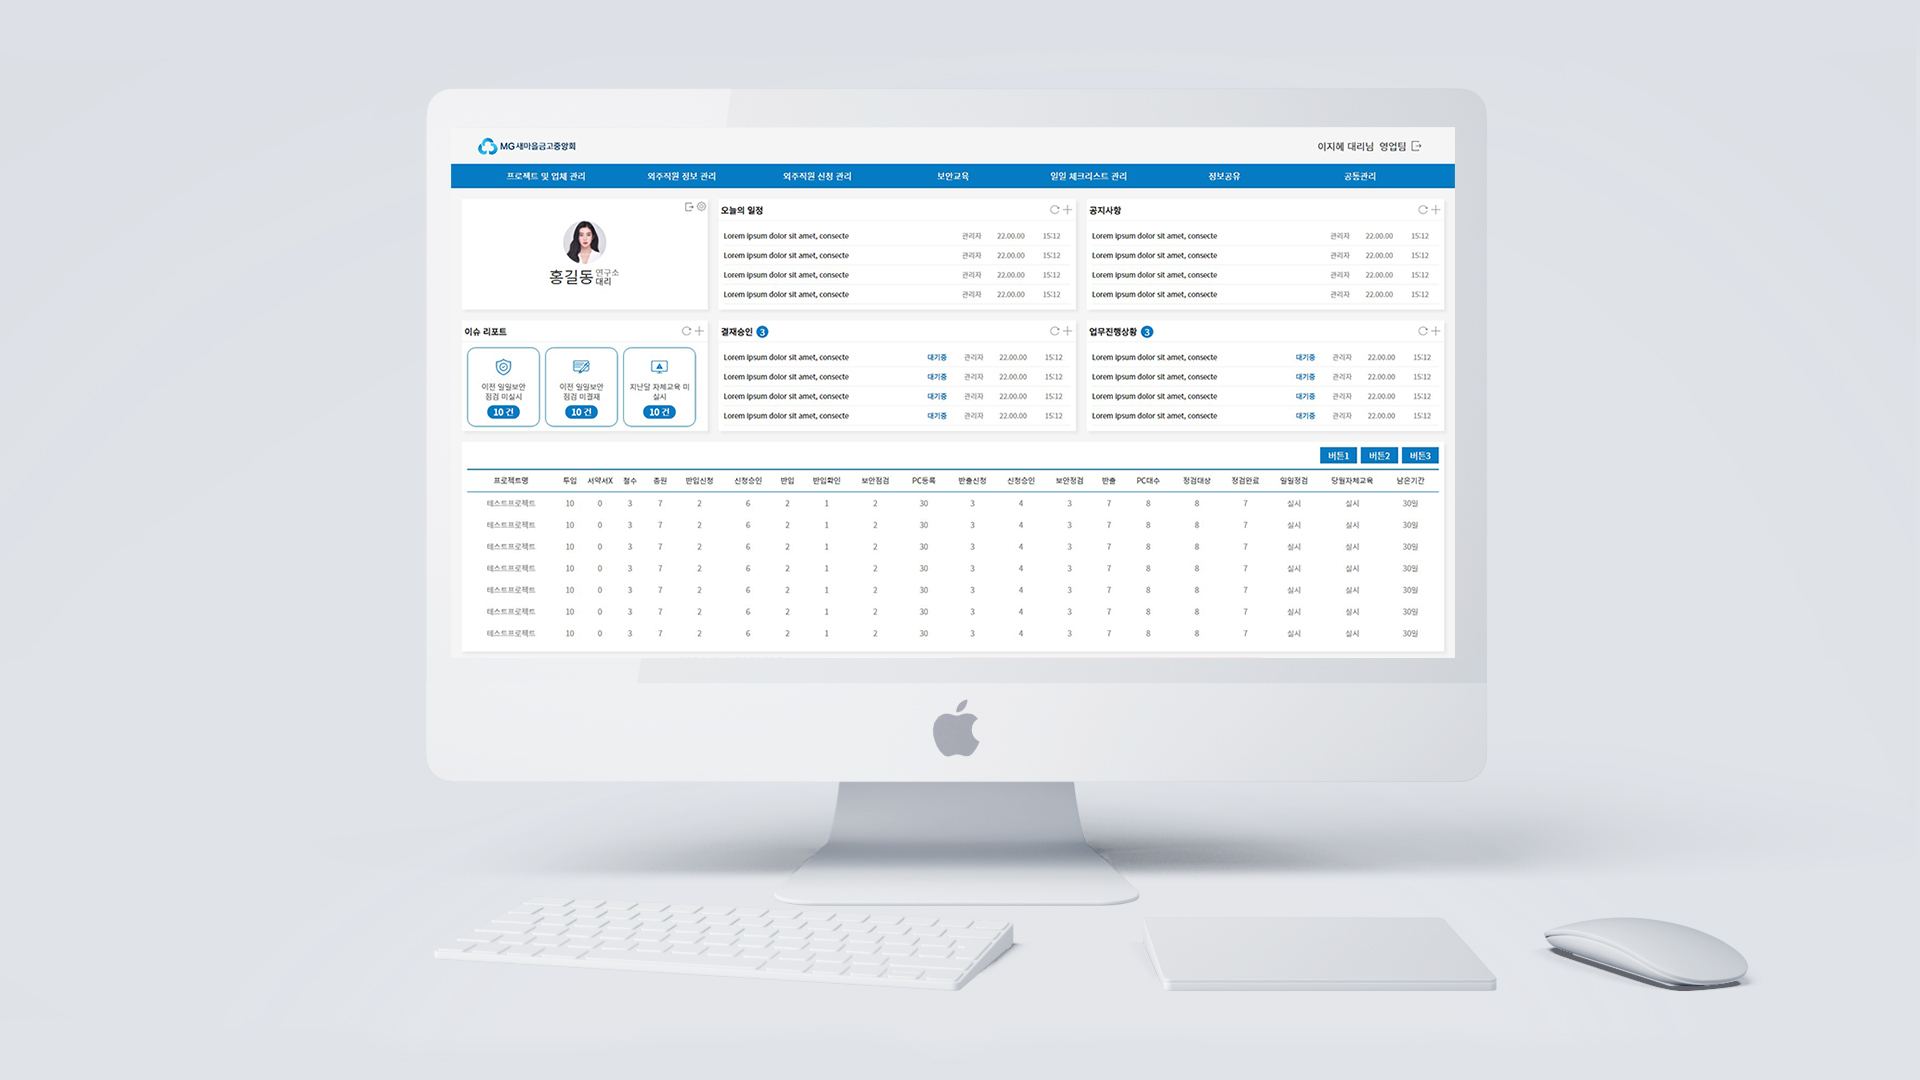 MG새마을금고중앙회
이지혜 대리님 영업팀
프로젝트 및 업체 관리 외주직원 정보 관리 외주직원 신청 관리 보안교육 일일 체크리스트 관리 정보공유 공통관리
홍길동 연구소 대리
오늘의 일정
Lorem ipsum dolor sit amet, consecte 관리자 22.00.00 15:12
Lorem ipsum dolor sit amet, consecte 관리자 22.00.00 15:12
Lorem ipsum dolor sit amet, consecte 관리자 22.00.00 15:12
Lorem ipsum dolor sit amet, consecte 관리자 22.00.00 15:12
공지사항
Lorem ipsum dolor sit amet, consecte 관리자 22.00.00 15:12
Lorem ipsum dolor sit amet, consecte 관리자 22.00.00 15:12
Lorem ipsum dolor sit amet, consecte 관리자 22.00.00 15:12
Lorem ipsum dolor sit amet, consecte 관리자 22.00.00 15:12
이슈 리포트
이전 일일보안
점검 미실시
10 건
이전 일일보안
점검 미결재
10 건
지난달 자체교육 미
실시
10 건
결재승인 3
Lorem ipsum dolor sit amet, consecte 대기중 관리자 22.00.00 15:12
Lorem ipsum dolor sit amet, consecte 대기중 관리자 22.00.00 15:12
Lorem ipsum dolor sit amet, consecte 대기중 관리자 22.00.00 15:12
Lorem ipsum dolor sit amet, consecte 대기중 관리자 22.00.00 15:12
업무진행상황 3
Lorem ipsum dolor sit amet, consecte 대기중 관리자 22.00.00 15:12
Lorem ipsum dolor sit amet, consecte 대기중 관리자 22.00.00 15:12
Lorem ipsum dolor sit amet, consecte 대기중 관리자 22.00.00 15:12
Lorem ipsum dolor sit amet, consecte 대기중 관리자 22.00.00 15:12
버튼1 버튼2 버튼3
프로젝트명 투입 서약서X 철수 총원 반입신청 신청승인 반입 반입확인 보안점검 PC등록 반출신청 신청승인 보안점검 반출 PC대수 점검대상 점검완료 일일점검 당월자체교육 남은기간
테스트프로젝트 10 0 3 7 2 6 2 1 2 30 3 4 3 7 8 8 7 실시 실시 30일
테스트프로젝트 10 0 3 7 2 6 2 1 2 30 3 4 3 7 8 8 7 실시 실시 30일
테스트프로젝트 10 0 3 7 2 6 2 1 2 30 3 4 3 7 8 8 7 실시 실시 30일
테스트프로젝트 10 0 3 7 2 6 2 1 2 30 3 4 3 7 8 8 7 실시 실시 30일
테스트프로젝트 10 0 3 7 2 6 2 1 2 30 3 4 3 7 8 8 7 실시 실시 30일
테스트프로젝트 10 0 3 7 2 6 2 1 2 30 3 4 3 7 8 8 7 실시 실시 30일
테스트프로젝트 10 0 3 7 2 6 2 1 2 30 3 4 3 7 8 8 7 실시 실시 30일